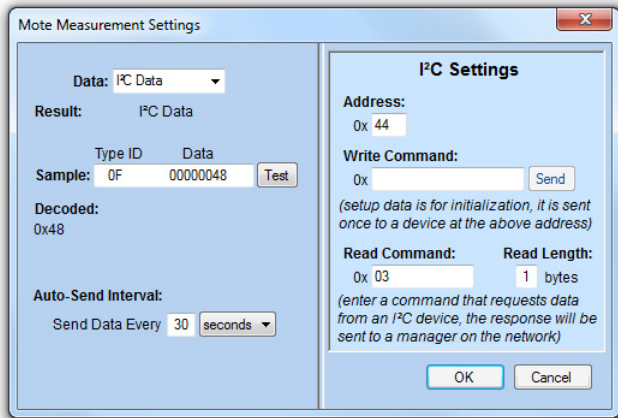 Mote Measurement Settings
Data: I²C Data
Result: I²C Data
Type ID Data
Sample: 0F 00000048 Test
Decoded:
0x48
Auto-Send Interval:
Send Data Every 30 seconds
I²C Settings
Address:
0x 44
Write Command:
0x Send
(setup data is for initialization, it is sent
once to a device at the above address)
Read Command: Read Length:
0x 03 1 bytes
(enter a command that requests data
from an I²C device, the response will be
sent to a manager on the network)
OK Cancel